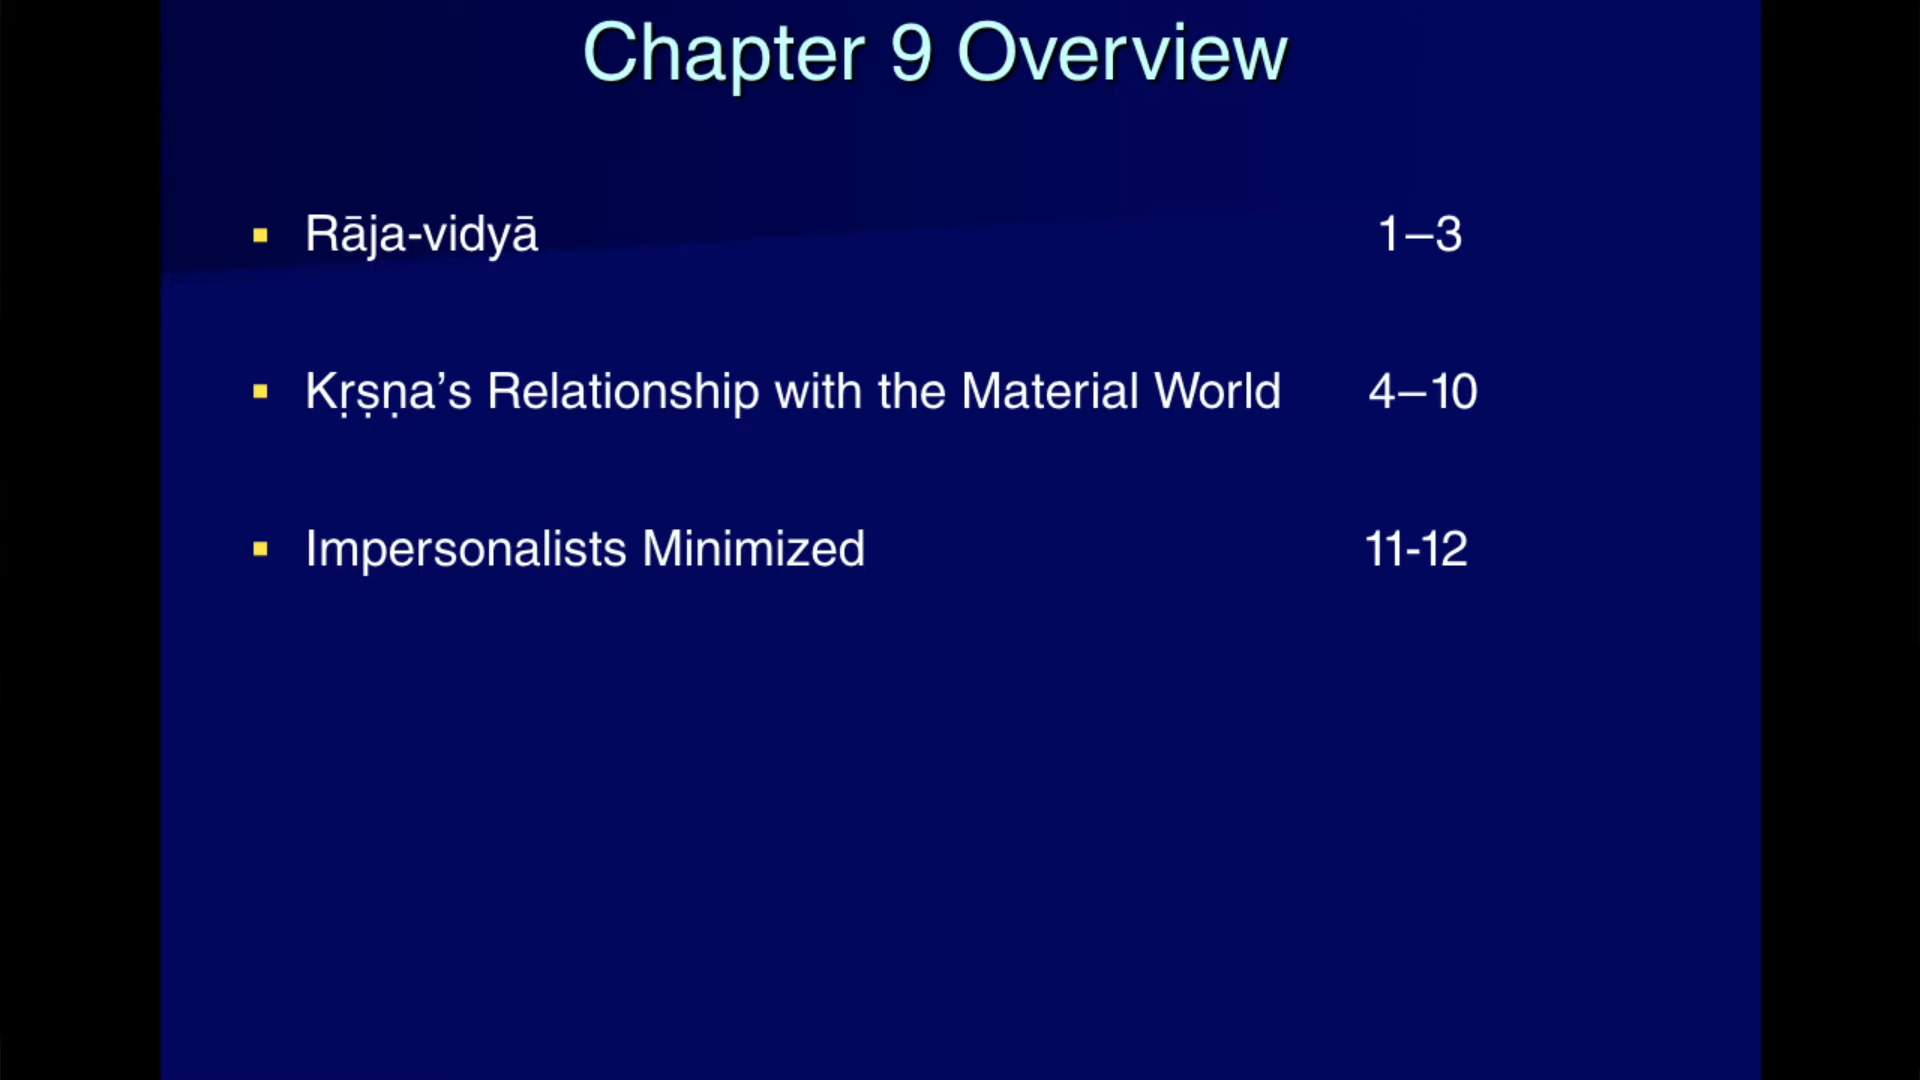 Chapter 9 Overview
Rāja-vidyā 1–3
Kṛṣṇa’s Relationship with the Material World 4–10
Impersonalists Minimized 11-12